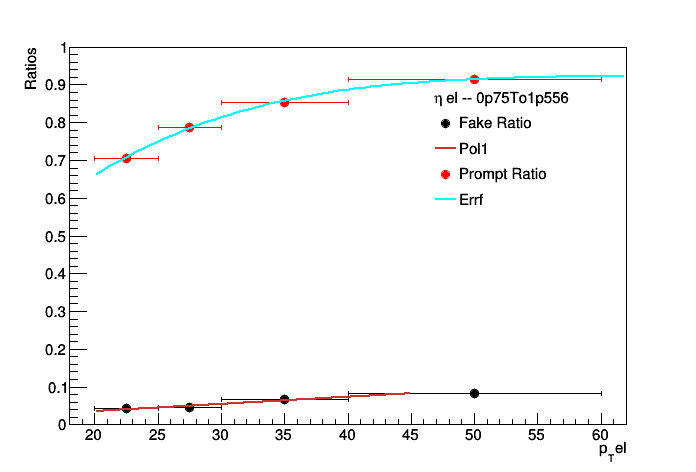 Ratios
1
0.9
0.8
0.7
0.6
0.5
0.4
0.3
0.2
0.1
0
η el -- 0p75To1p556
Fake Ratio
Pol1
Prompt Ratio
Errf
20 25 30 35 40 45 50 55 60
p_T el